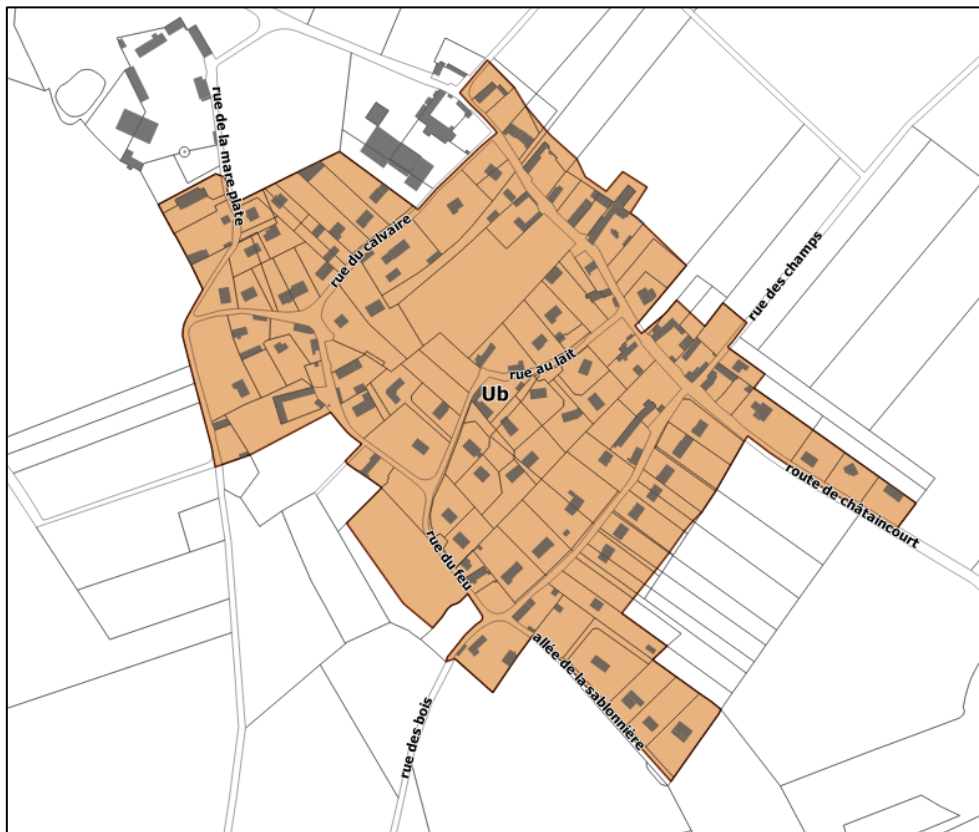 rue de la mare plate
rue du calvaire
rue des champs
rue au lait
Ub
route de châtaincourt
rue du feu
allée de la sablonnière
rue des bois